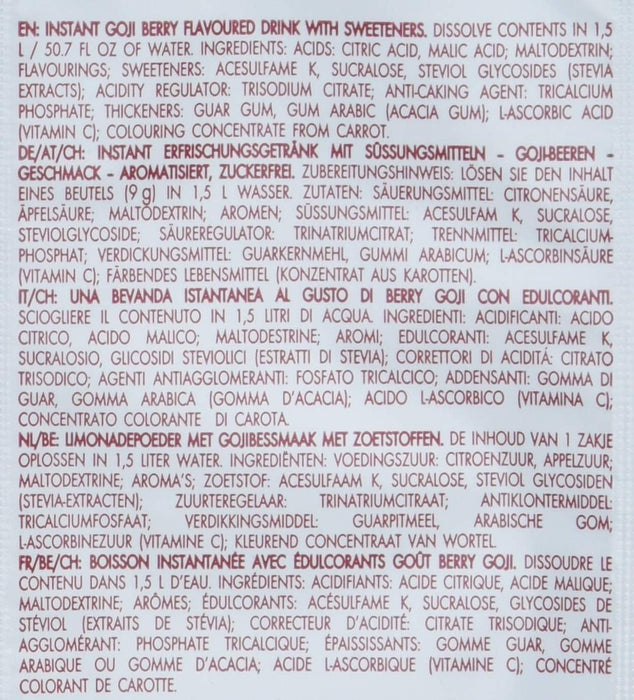 EN: INSTANT GOJI BERRY FLAVOURED DRINK WITH SWEETENERS. DISSOLVE CONTENTS IN 1,5
L / 50.7 FL OZ OF WATER. INGREDIENTS: ACIDS: CITRIC ACID, MALIC ACID; MALTODEXTRIN;
FLAVOURINGS; SWEETENERS: ACESULFAME K, SUCRALOSE, STEVIOL GLYCOSIDES (STEVIA
EXTRACTS); ACIDITY REGULATOR: TRISODIUM CITRATE; ANTI-CAKING AGENT: TRICALCIUM
PHOSPHATE; THICKENERS: GUAR GUM, GUM ARABIC (ACACIA GUM); L-ASCORBIC ACID
(VITAMIN C); COLOURING CONCENTRATE FROM CARROT.
DE/AT/CH: INSTANT ERFRISCHUNGSGETRÄNK MIT SÜSSUNGSMITTELN - GOJI-BEEREN -
GESCHMACK - AROMATISIERT, ZUCKERFREI. ZUBEREITUNGSHINWEIS: LÖSEN SIE DEN INHALT
EINES BEUTELS (9 g) IN 1,5 L WASSER. ZUTATEN: SÄUERUNGSMITTEL: CITRONENSÄURE,
ÄPFELSÄURE; MALTODEXTRIN; AROMEN; SÜSSUNGSMITTEL: ACESULFAM K, SUCRALOSE,
STEVIOLGLYCOSIDE; SÄUREREGULATOR: TRINATRIUMCITRAT; TRENNMITTEL: TRICALCIUM-
PHOSPHAT; VERDICKUNGSMITTEL: GUARKERNMEHL, GUMMI ARABICUM; L-ASCORBINSÄURE
(VITAMIN C); FÄRBENDES LEBENSMITTEL (KONZENTRAT AUS KAROTTEN).
IT/CH: UNA BEVANDA ISTANTANEA AL GUSTO DI BERRY GOJI CON EDULCORANTI.
SCIOGLIERE IL CONTENUTO IN 1,5 LITRI DI ACQUA. INGREDIENTI: ACIDIFICANTI: ACIDO
CITRICO, ACIDO MALICO; MALTODESTRINE; AROMI; EDULCORANTI: ACESULFAME K,
SUCRALOSIO, GLUCOSIDI STEVIOLICI (ESTRATTI DI STEVIA); CORRETTORI DI ACIDITÁ: CITRATO
TRISODICO; AGENTI ANTIAGGLOMERANTI: FOSFATO TRICALCICO; ADDENSANTI: GOMMA DI
GUAR, GOMMA ARABICA (GOMMA D'ACACIA); ACIDO L-ASCORBICO (VITAMINA C);
CONCENTRATO COLORANTE DI CAROTA.
NL/BE: LIMONADEPOEDER MET GOJIBESSMAAK MET ZOETSTOFFEN. DE INHOUD VAN 1 ZAKJE
OPLOSSEN IN 1,5 LITER WATER. INGREDIËNTEN: VOEDINGSZUUR: CITROENZUUR, APPELZUUR;
MALTODEXTRINE; AROMA'S; ZOETSTOF: ACESULFAAM K, SUCRALOSE, STEVIOL GLYCOSIDEN
(STEVIA-EXTRACTEN); ZUURTEREGELAAR: TRINATRIUMCITRAAT; ANTIKLONTERMIDDEL:
TRICALCIUMFOSFAAT; VERDIKKINGSMIDDEL: GUARPITMEEL, ARABISCHE GOM;
L-ASCORBINEZUUR (VITAMINE C); KLEUREND CONCENTRAAT VAN WORTEL.
FR/BE/CH: BOISSON INSTANTANÉE AVEC ÉDULCORANTS GOÛT BERRY GOJI. DISSOUDRE LE
CONTENU DANS 1,5 L D'EAU. INGRÉDIENTS: ACIDIFIANTS: ACIDE CITRIQUE, ACIDE MALIQUE;
MALTODEXTRINE; ARÔMES; ÉDULCORANTS: ACÉSULFAME K, SUCRALOSE, GLYCOSIDES DE
STÉVIOL (EXTRAITS DE STÉVIA); CORRECTEUR D'ACIDITÉ: CITRATE TRISODIQUE; ANTI-
AGGLOMÉRANT: PHOSPHATE TRICALCIQUE; ÉPAISSISSANTS: GOMME GUAR, GOMME
ARABIQUE OU GOMME D'ACACIA; ACIDE L-ASCORBIQUE (VITAMINE C); CONCENTRÉ
COLORANT DE CAROTTE.